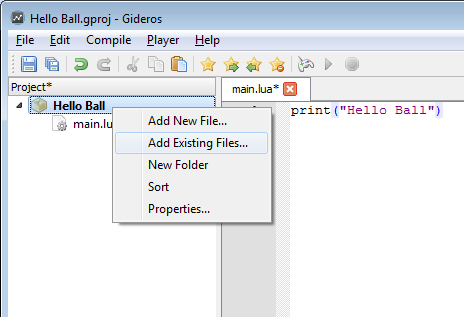 Hello Ball.gproj - Gideros
File Edit Compile Player Help
Project*
main.lua*
Hello Ball
main.lu
print("Hello Ball")
Add New File...
Add Existing Files...
New Folder
Sort
Properties...